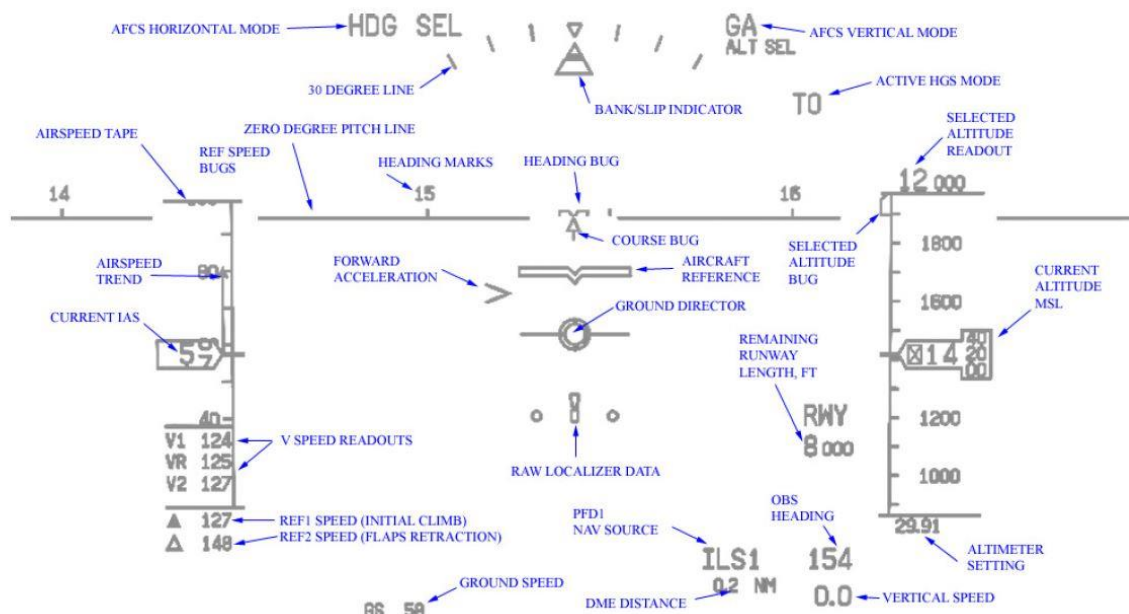 AFCS HORIZONTAL MODE
HDG SEL
GA
ALT SEL
AFCS VERTICAL MODE
30 DEGREE LINE
BANK/SLIP INDICATOR
TO
ACTIVE HGS MODE
AIRSPEED TAPE
ZERO DEGREE PITCH LINE
REF SPEED
BUGS
HEADING MARKS
HEADING BUG
SELECTED
ALTITUDE
READOUT
14
15
16
12 000
COURSE BUG
SELECTED
ALTITUDE
BUG
1800
AIRSPEED
TREND
80
FORWARD
ACCELERATION
AIRCRAFT
REFERENCE
CURRENT
ALTITUDE
MSL
1600
GROUND DIRECTOR
CURRENT IAS
5
7
REMAINING
RUNWAY
LENGTH, FT
14
40
20
00
40
RWY
8 000
1200
V1 124
VR 125
V2 127
V SPEED READOUTS
RAW LOCALIZER DATA
1000
127
REF1 SPEED (INITIAL CLIMB)
148
REF2 SPEED (FLAPS RETRACTION)
PFD1
NAV SOURCE
OBS
HEADING
29.91
ALTIMETER
SETTING
ILS1
154
0.2 NM
0.0
VERTICAL SPEED
GROUND SPEED
DME DISTANCE
GS 58